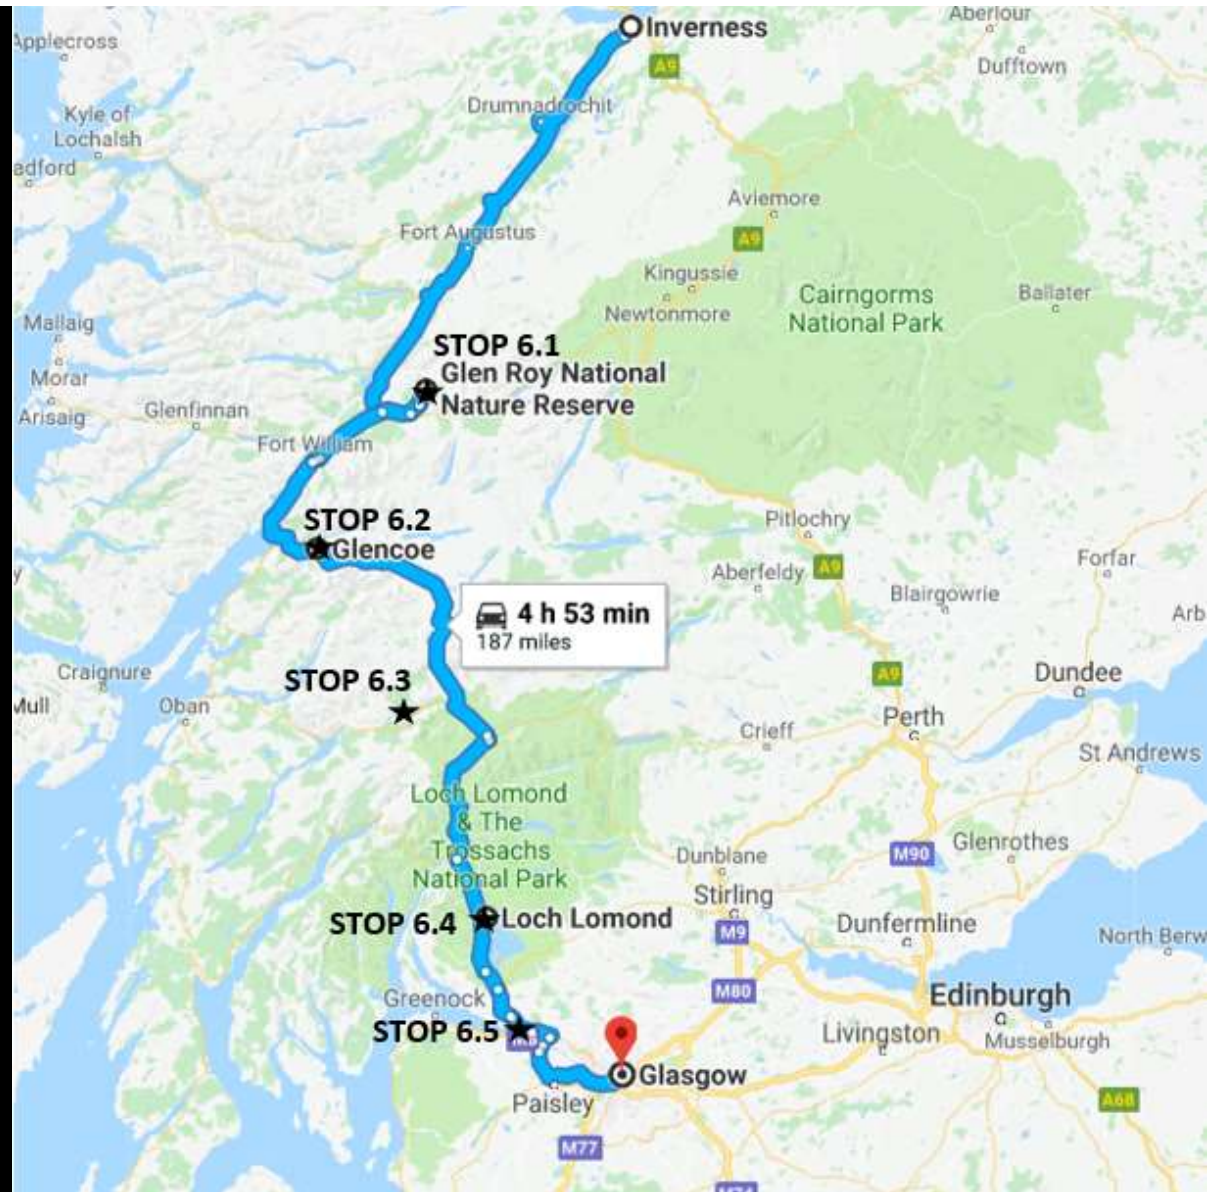 Inverness
Aberlour
Applecross
A9
Dufftown
Drumnadrochit
Kyle of
Lochalsh
adford
Aviemore
Fort Augustus
A9
Kingussie
Cairngorms
National Park
Ballater
Newtonmore
Mallaig
STOP 6.1
Glen Roy National
Nature Reserve
Morar
Arisaig
Glenfinnan
Fort William
STOP 6.2
Glencoe
Pitlochry
Forfar
Aberfeldy
A9
Blairgowrie
4 h 53 min
187 miles
Arb
Craignure
STOP 6.3
A9
Dundee
Mull
Oban
Perth
Crieff
St Andrews
Loch Lomond
& The
Trossachs
National Park
Dunblane
M90
Glenrothes
Stirling
STOP 6.4
Loch Lomond
M9
Dunfermline
North Berw
Greenock
M80
Edinburgh
STOP 6.5
M8
Livingston
Musselburgh
Glasgow
Paisley
A68
M77
M74